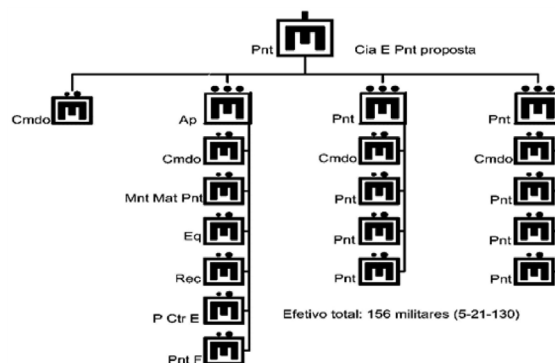 Pnt Cia E Pnt proposta
Cmdo Ap Pnt Pnt
Cmdo Cmdo Cmdo
Mnt Mat Pnt Pnt Pnt
Eq Pnt Pnt
Rec Pnt Pnt
P Ctr E Efetivo total: 156 militares (5-21-130)
Pnt F